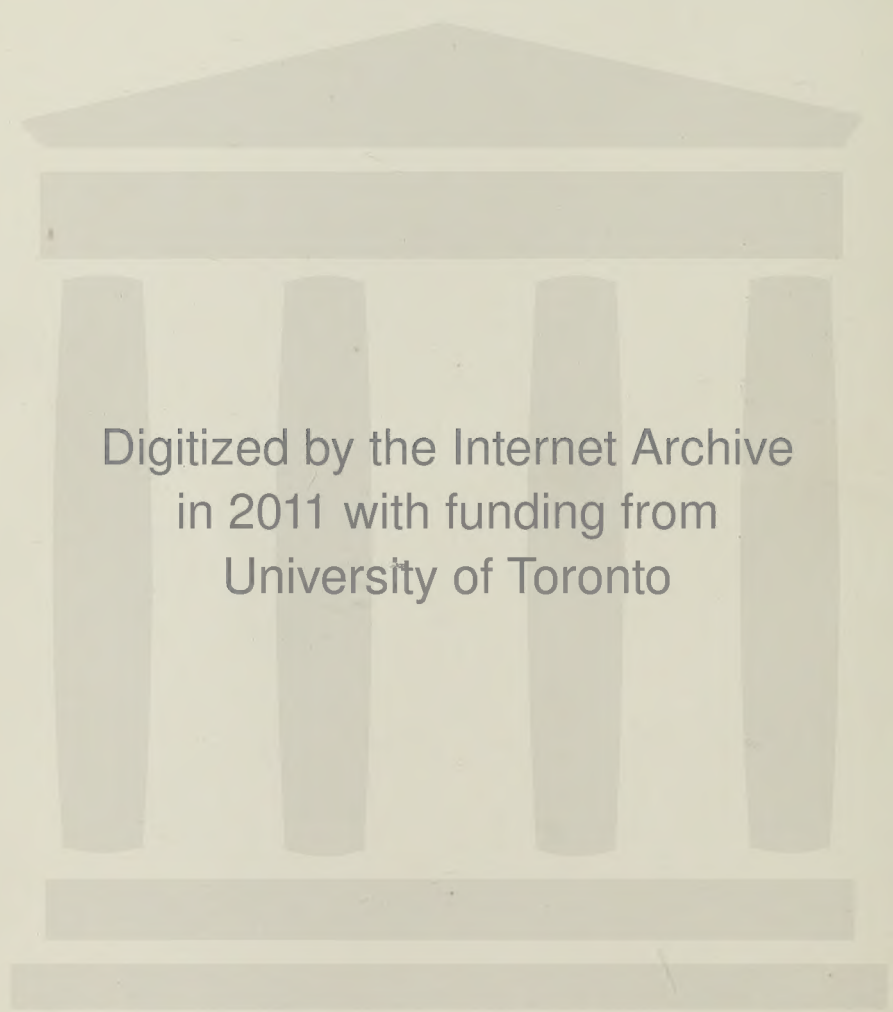 Digitized by the Internet Archive
in 2011 with funding from
University of Toronto